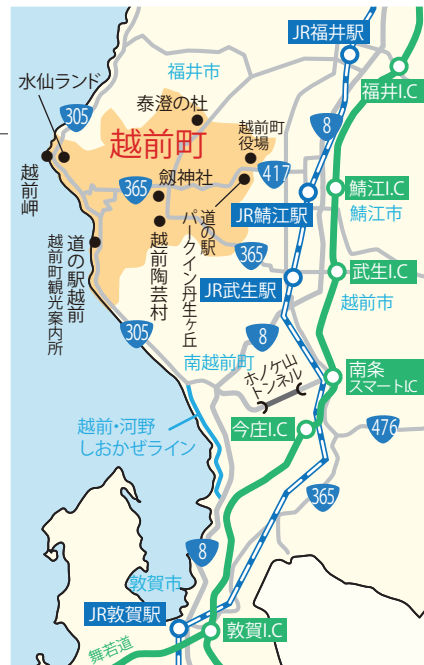 JR福井駅
福井市
福井I.C
水仙ランド
305
泰澄の杜
8
越前町
越前町
役場
417
越前岬
365
劔神社
鯖江I.C
JR鯖江駅
鯖江市
道の駅
パークイン丹生ヶ丘
越前陶芸村
道の駅越前
越前町観光案内所
365
JR武生駅
武生I.C
越前市
305
8
南越前町
ホノケ山
トンネル
南条
スマートI.C
越前・河野
しおかぜライン
今庄I.C
476
365
8
敦賀市
JR敦賀駅
敦賀I.C
舞若道